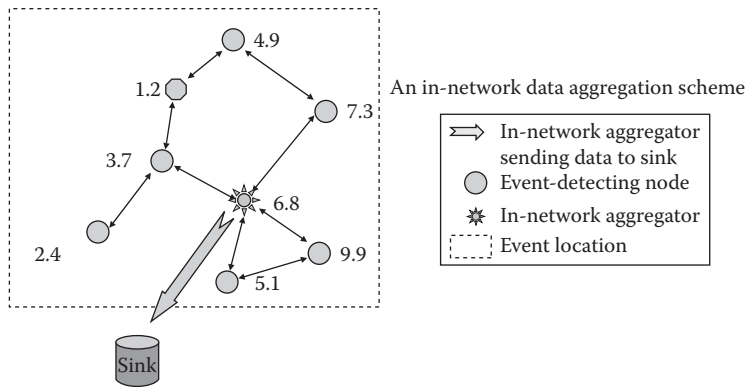 4.9
1.2
7.3
An in-network data aggregation scheme
In-network aggregator
sending data to sink
3.7
Event-detecting node
6.8
In-network aggregator
2.4
9.9
Event location
5.1
Sink